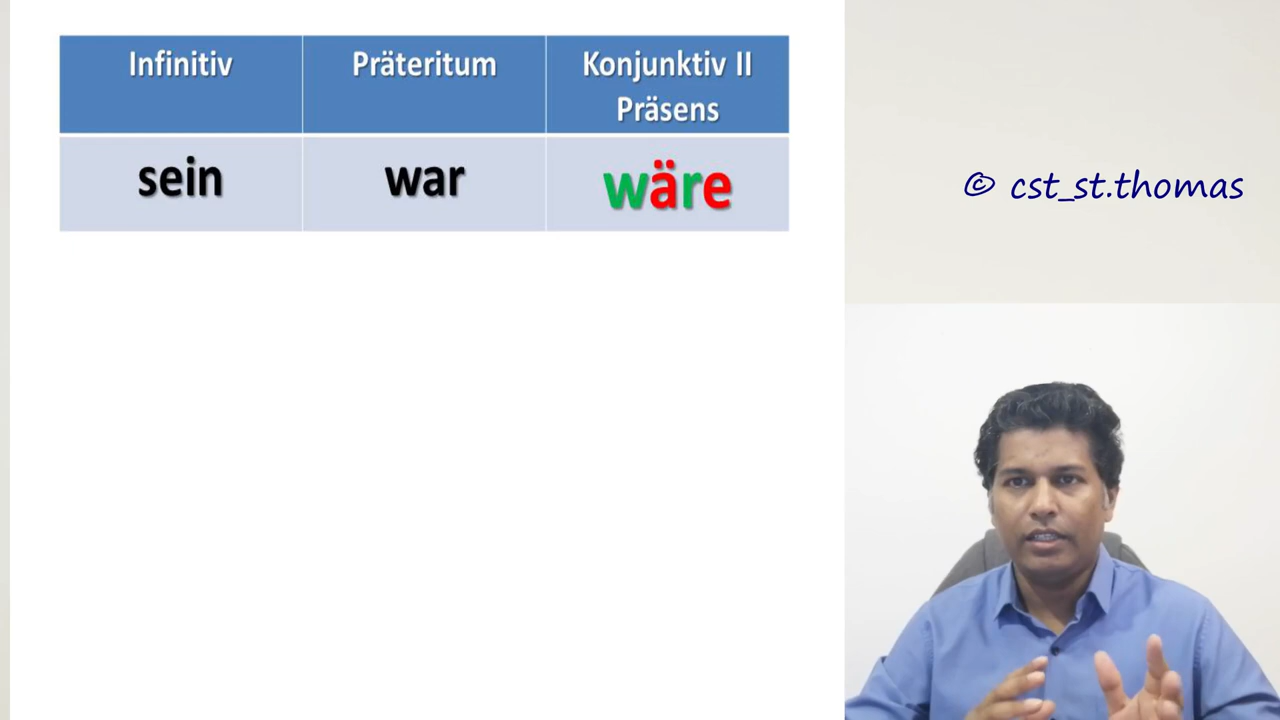 Infinitiv
Präteritum
Konjunktiv II
Präsens
sein
war
wäre
© cst_st.thomas